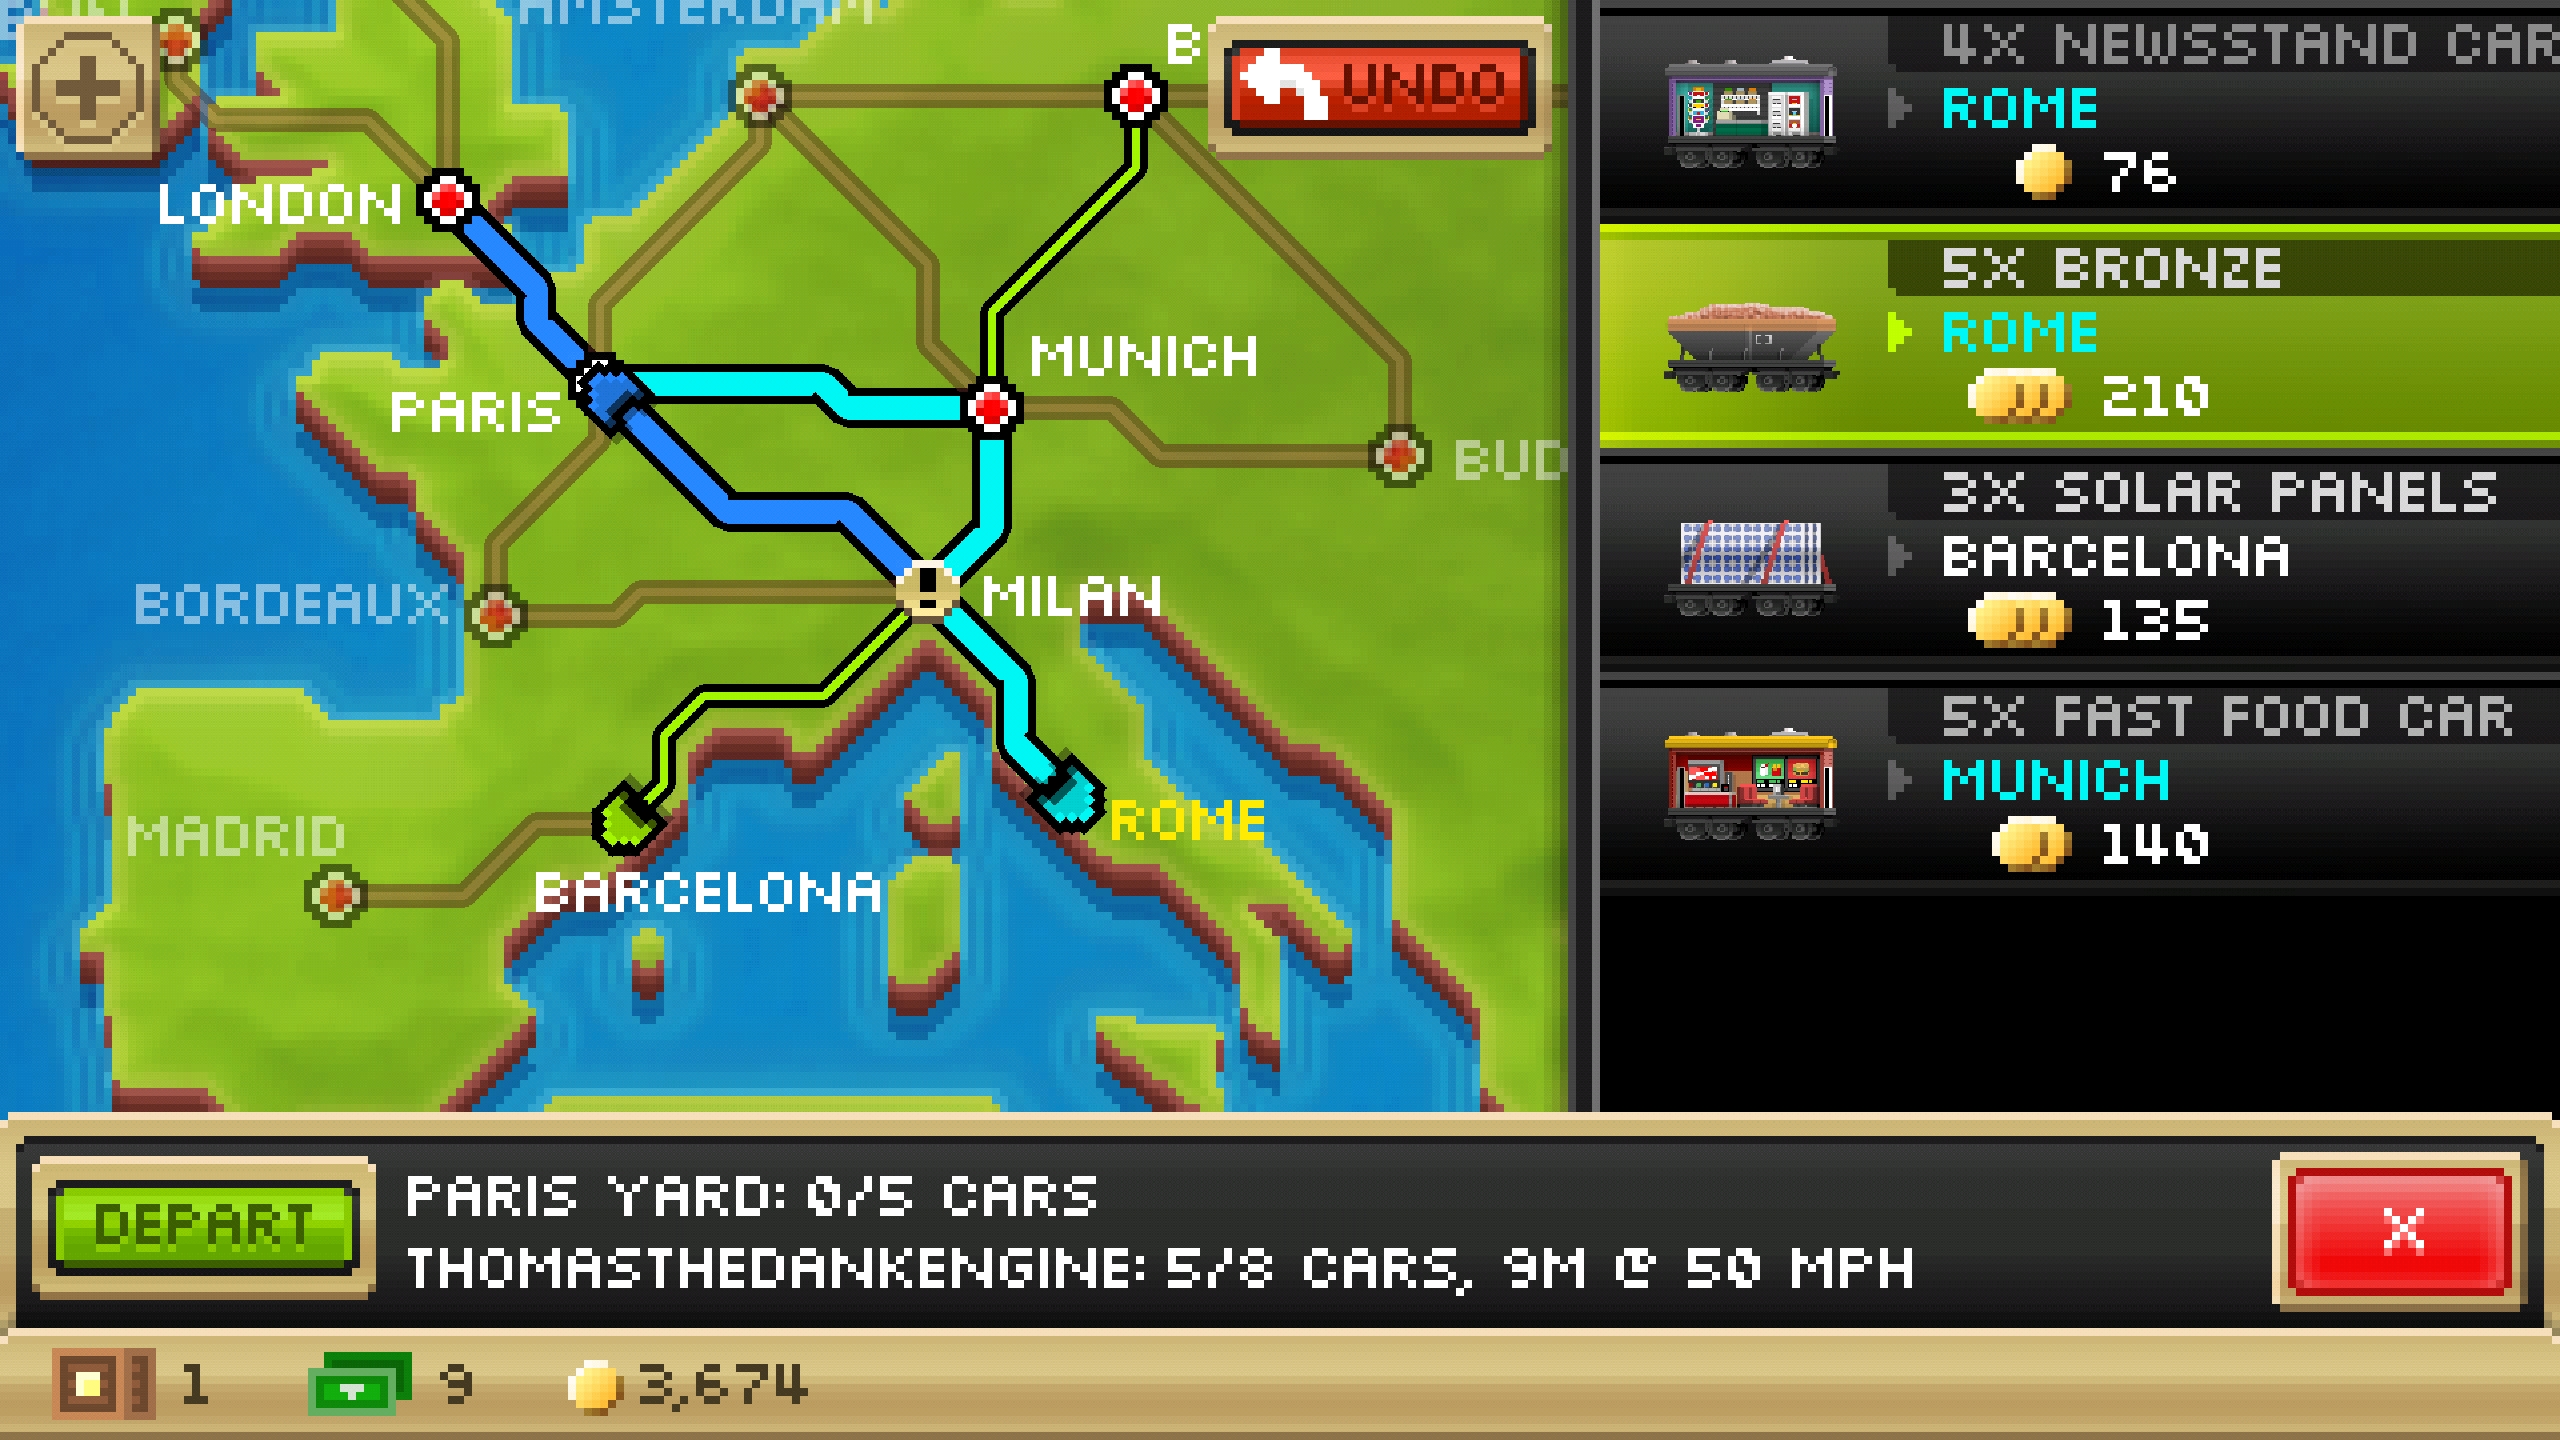 AMSTERDAM
B
UNDO
LONDON
MUNICH
PARIS
BUD
BORDEAUX
MILAN
MADRID
ROME
BARCELONA
4X NEWSSTAND CAR
ROME
76
5X BRONZE
ROME
210
3X SOLAR PANELS
BARCELONA
135
5X FAST FOOD CAR
MUNICH
140
DEPART
PARIS YARD: 0/5 CARS
THOMASTHEDANKENGINE: 5/8 CARS, 9M @ 50 MPH
X
1
9
3,674